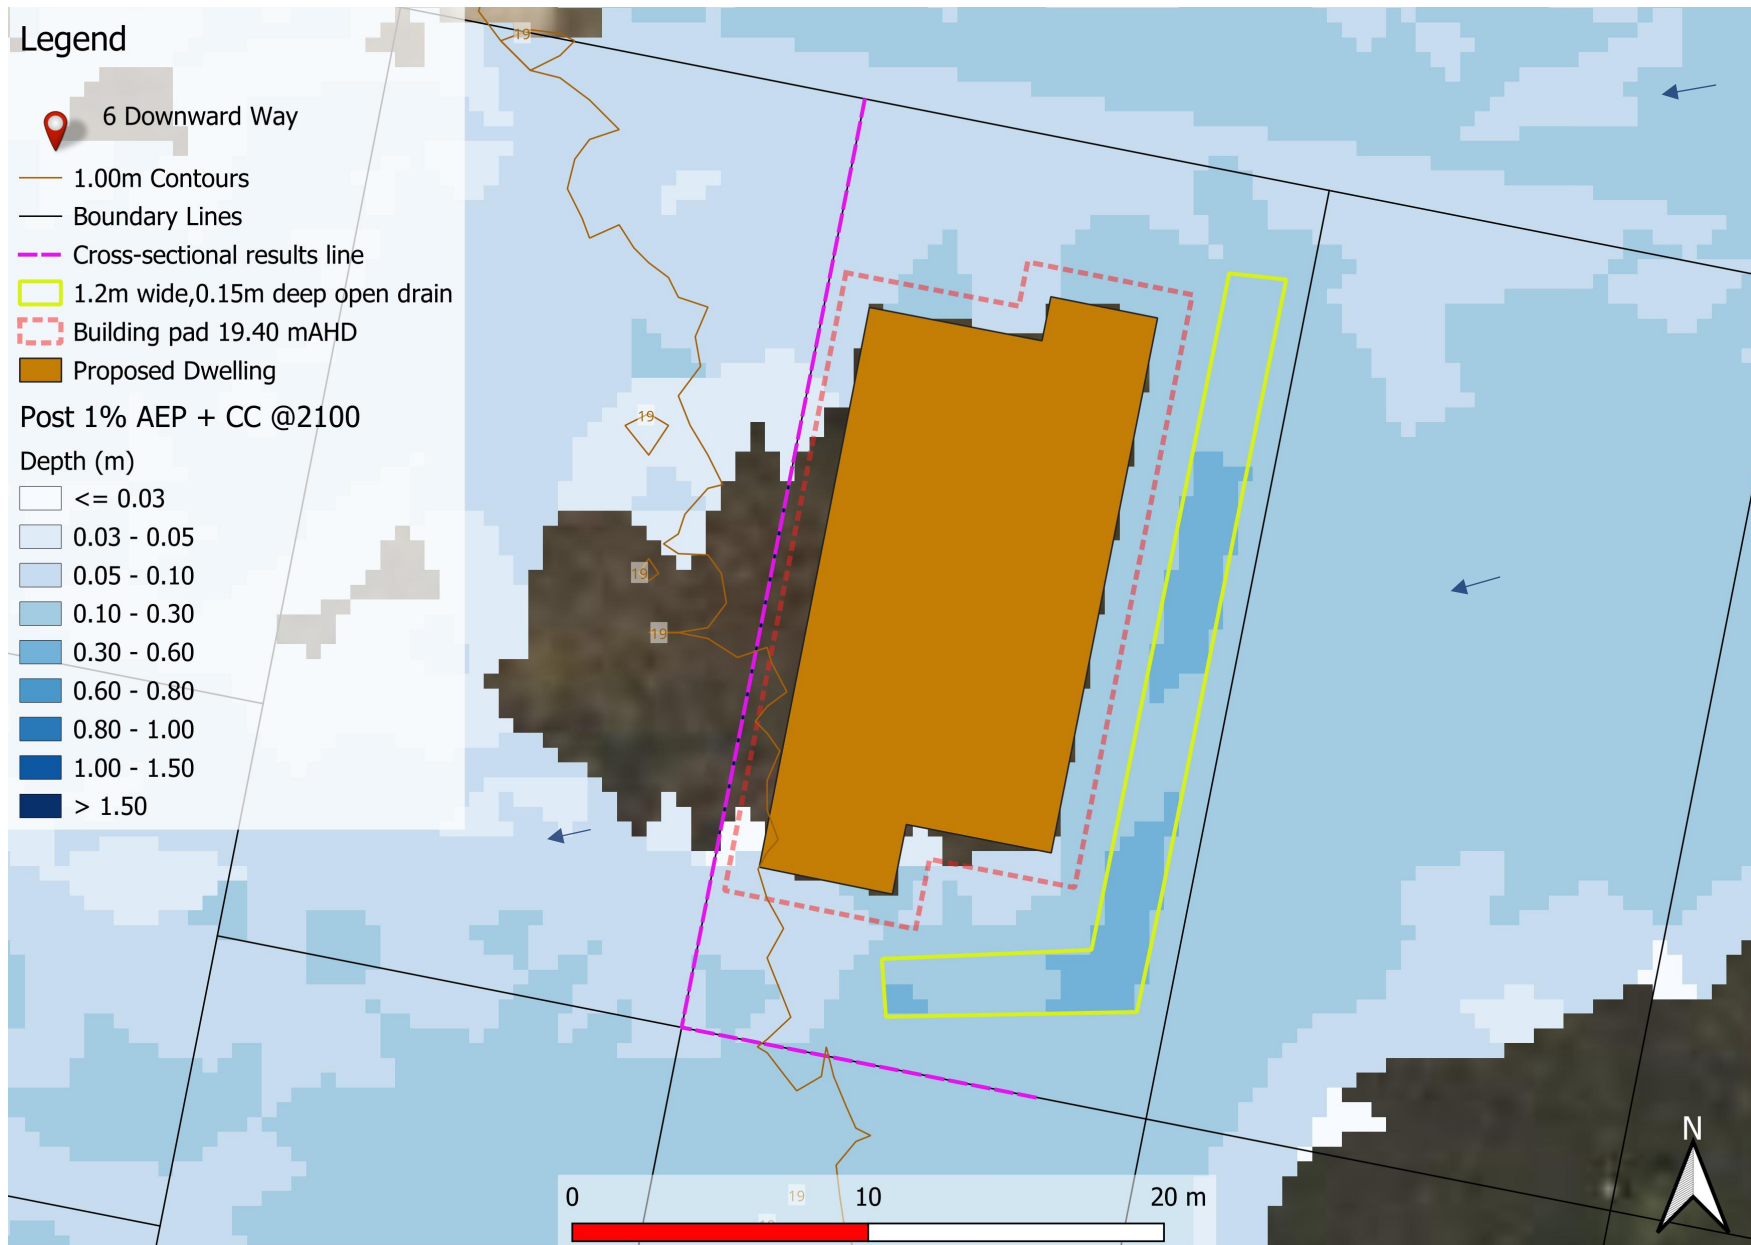 Legend
6 Downward Way
1.00m Contours
Boundary Lines
Cross-sectional results line
1.2m wide,0.15m deep open drain
Building pad 19.40 mAHD
Proposed Dwelling
Post 1% AEP + CC @2100
Depth (m)
<= 0.03
0.03 - 0.05
0.05 - 0.10
0.10 - 0.30
0.30 - 0.60
0.60 - 0.80
0.80 - 1.00
1.00 - 1.50
> 1.50
19
19
19
19
N
19
0 10 20 m